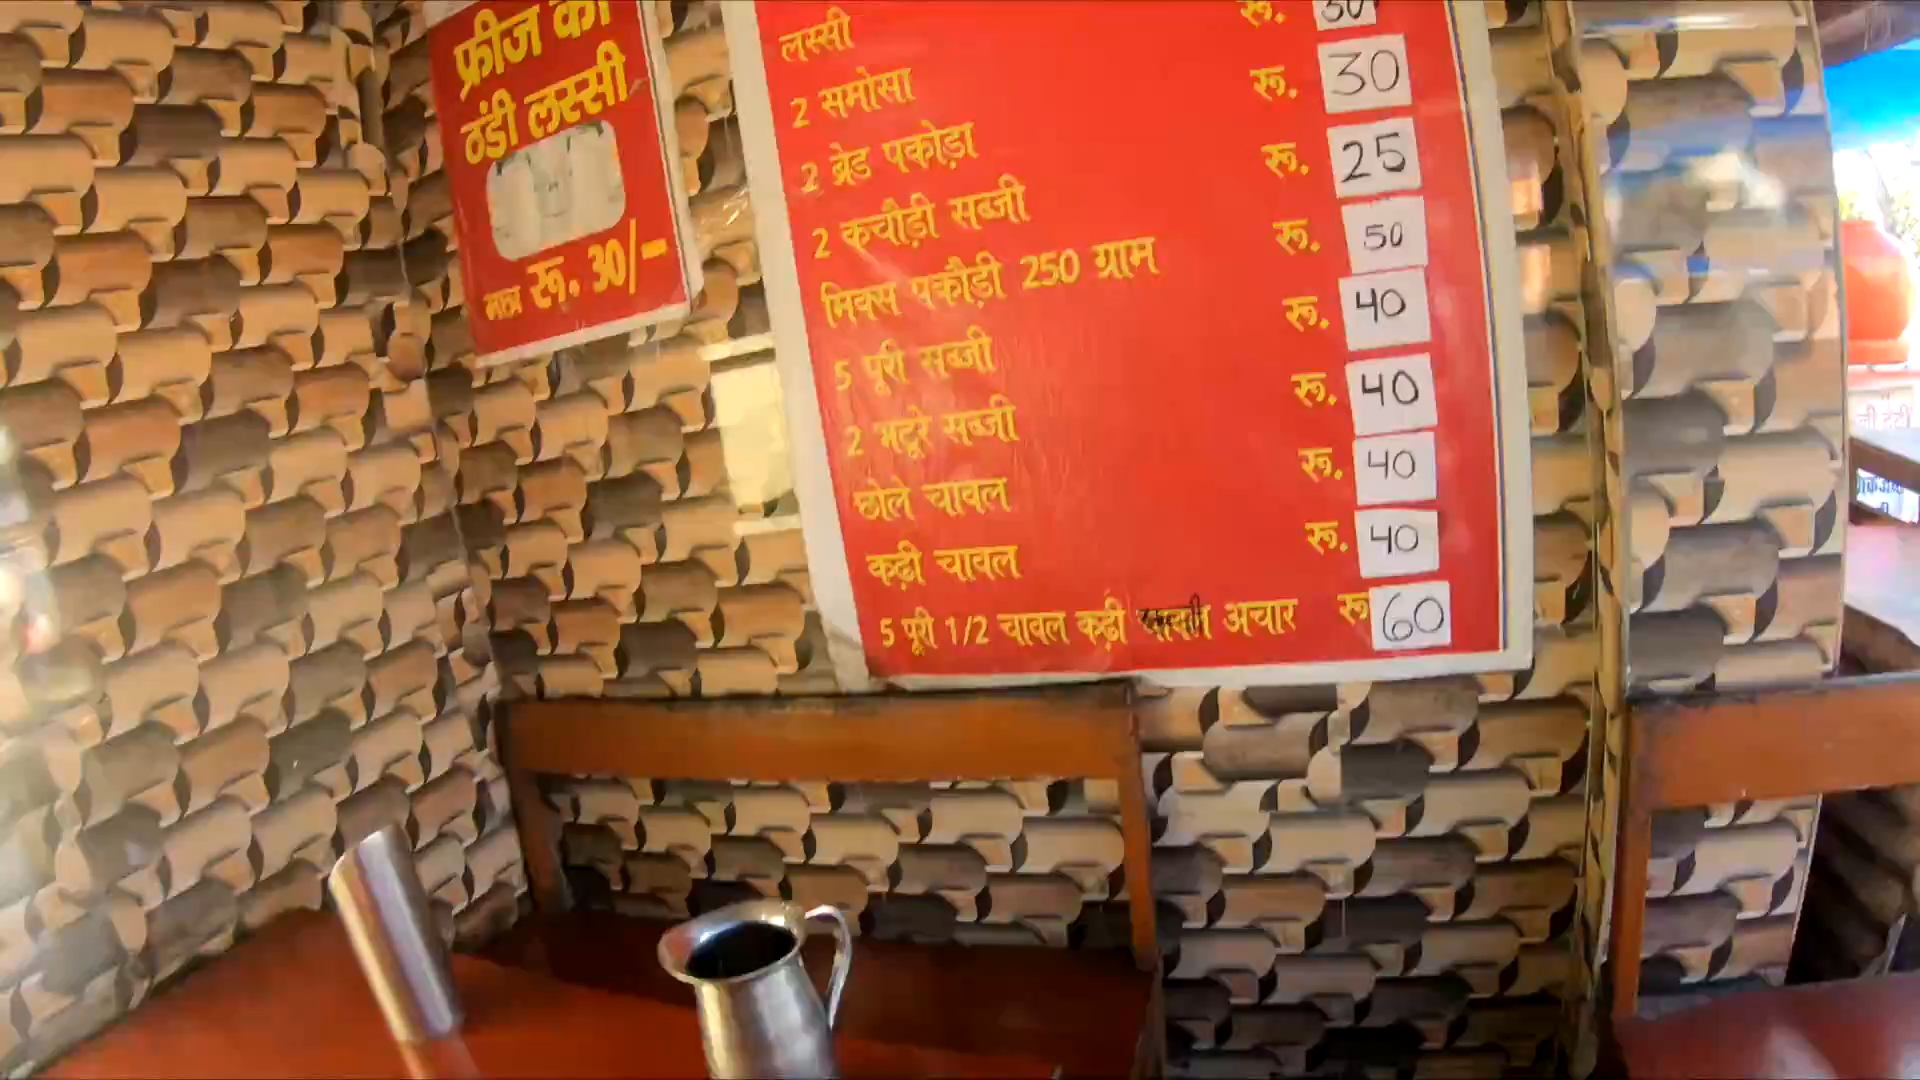 फ्रीज की
ठंडी लस्सी
मात्र रू. 30/-
लस्सी
2 समोसा रू. 30
2 ब्रेड पकोड़ा रू. 30
2 कचौड़ी सब्जी रू. 25
मिक्स पकौड़ी 250 ग्राम रू. 50
5 पूरी सब्जी रू. 40
2 भटूरे सब्जी रू. 40
छोले चावल रू. 40
कढ़ी चावल रू. 40
5 पूरी 1/2 चावल कढ़ी अचार रू 60